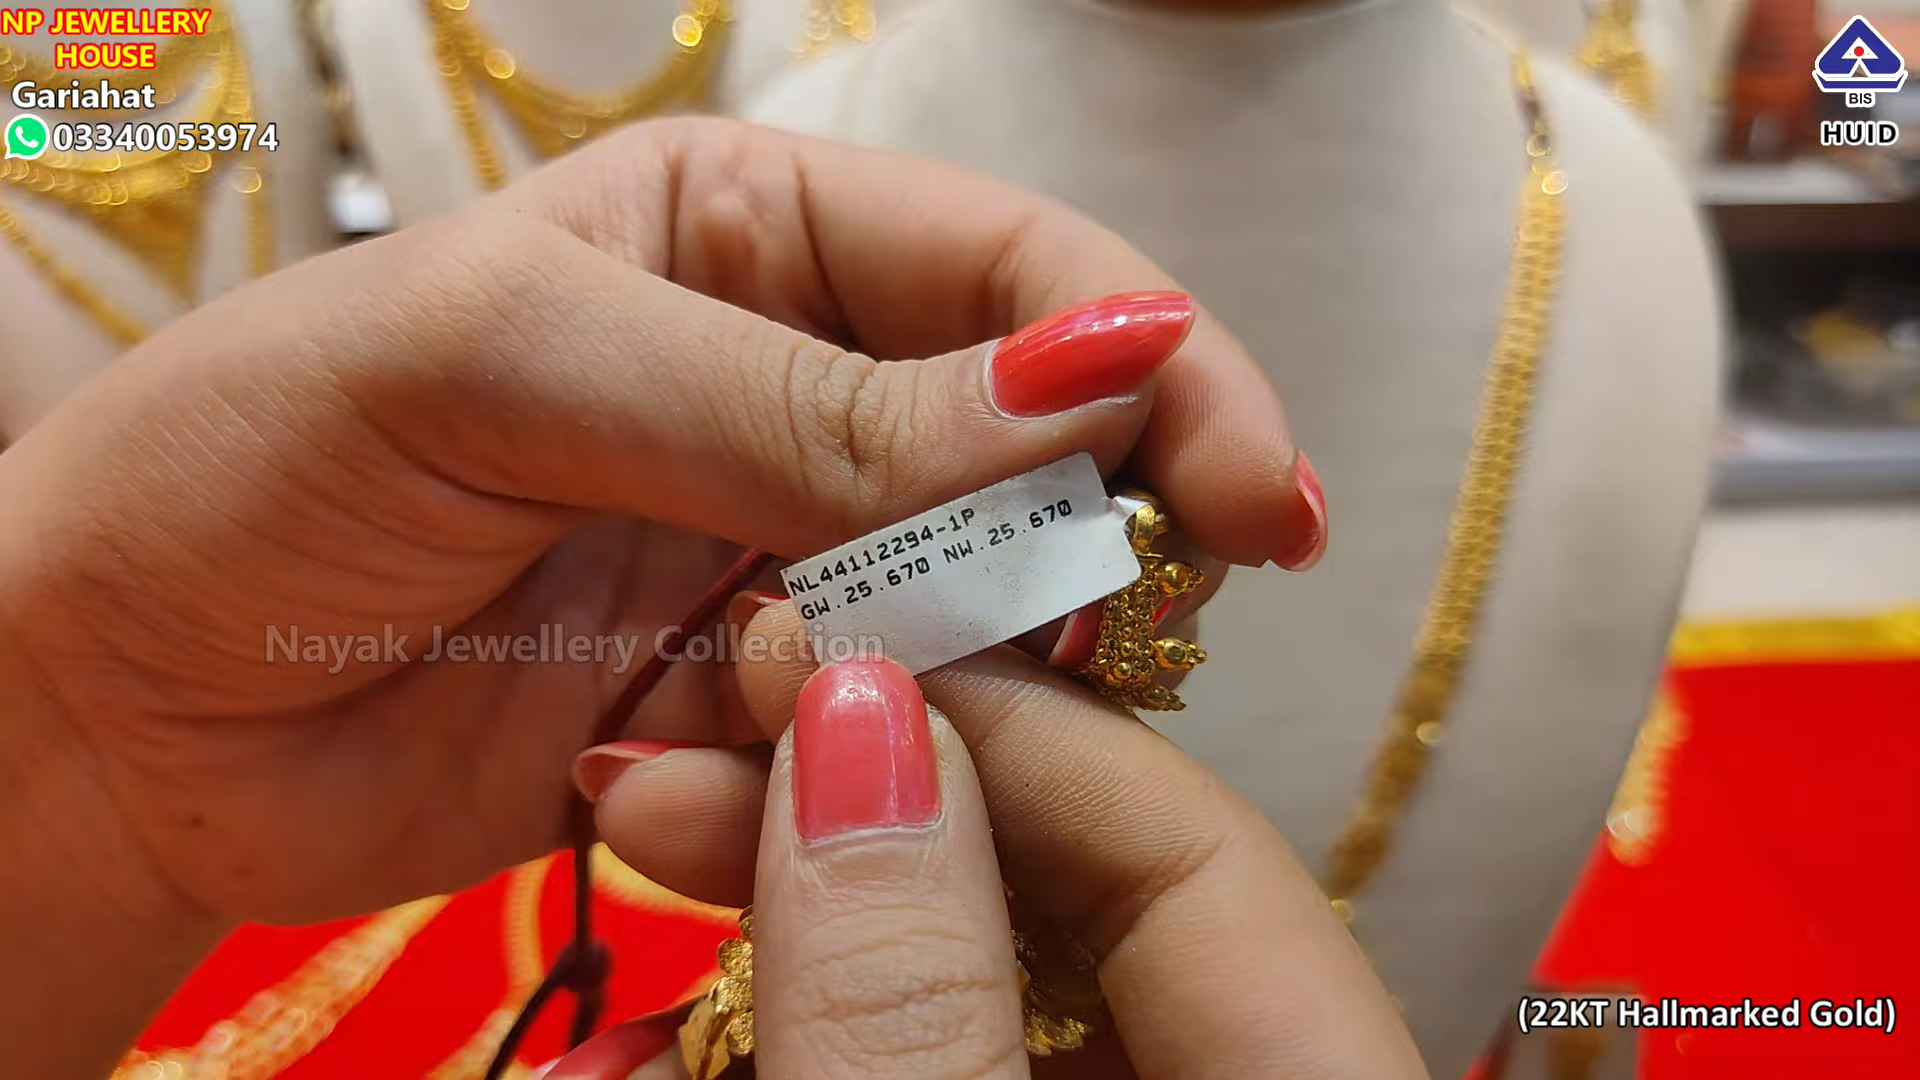 NP JEWELLERY
HOUSE
Gariahat
03340053974
BIS
HUID
NL44112294-1P
GW.25.670 NW.25.670
Nayak Jewellery Collection
(22KT Hallmarked Gold)